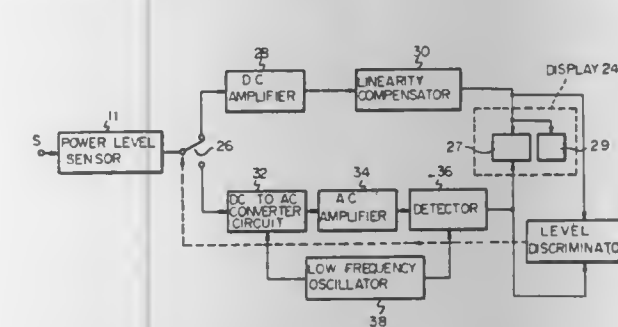 28
DC
AMPLIFIER
30
LINEARITY
COMPENSATOR
DISPLAY 24
11
S
POWER LEVEL
SENSOR
26
27
29
32
DC TO AC
CONVERTER
CIRCUIT
34
AC
AMPLIFIER
36
DETECTOR
LEVEL
DISCRIMINATO
LOW FREQUENCY
OSCILLATOR
38